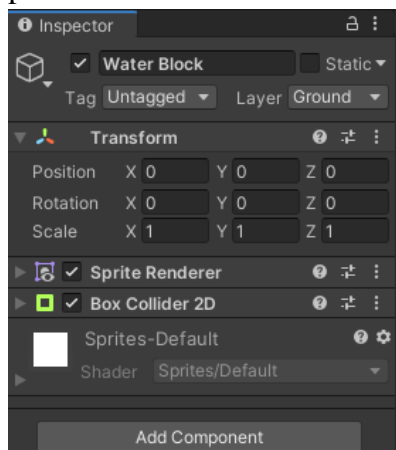 Inspector
Water Block Static
Tag Untagged Layer Ground
Transform
Position X 0 Y 0 Z 0
Rotation X 0 Y 0 Z 0
Scale X 1 Y 1 Z 1
Sprite Renderer
Box Collider 2D
Sprites-Default
Shader Sprites/Default
Add Component